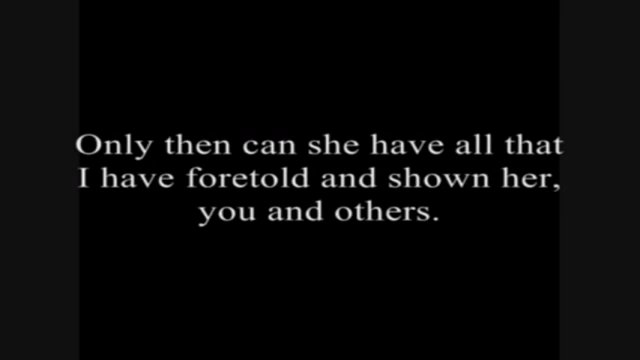 Only then can she have all that
I have foretold and shown her,
you and others.